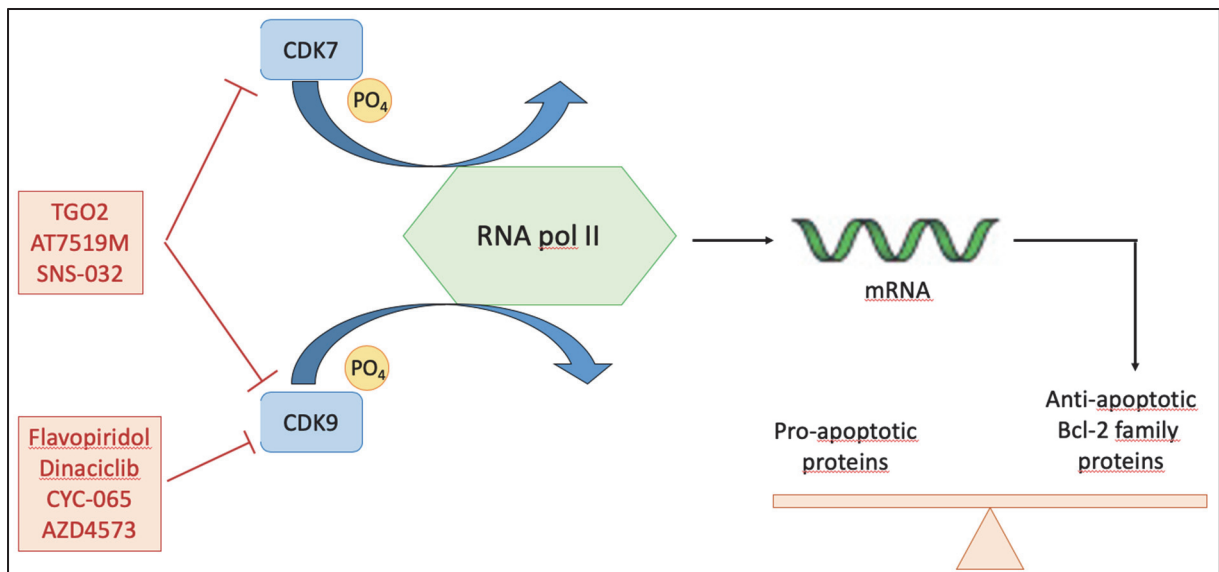 CDK7
PO₄
TGO2
AT7519M
SNS-032
RNA pol II
mRNA
PO₄
CDK9
Flavopiridol
Dinaciclib
CYC-065
AZD4573
Pro-apoptotic
proteins
Anti-apoptotic
Bcl-2 family
proteins